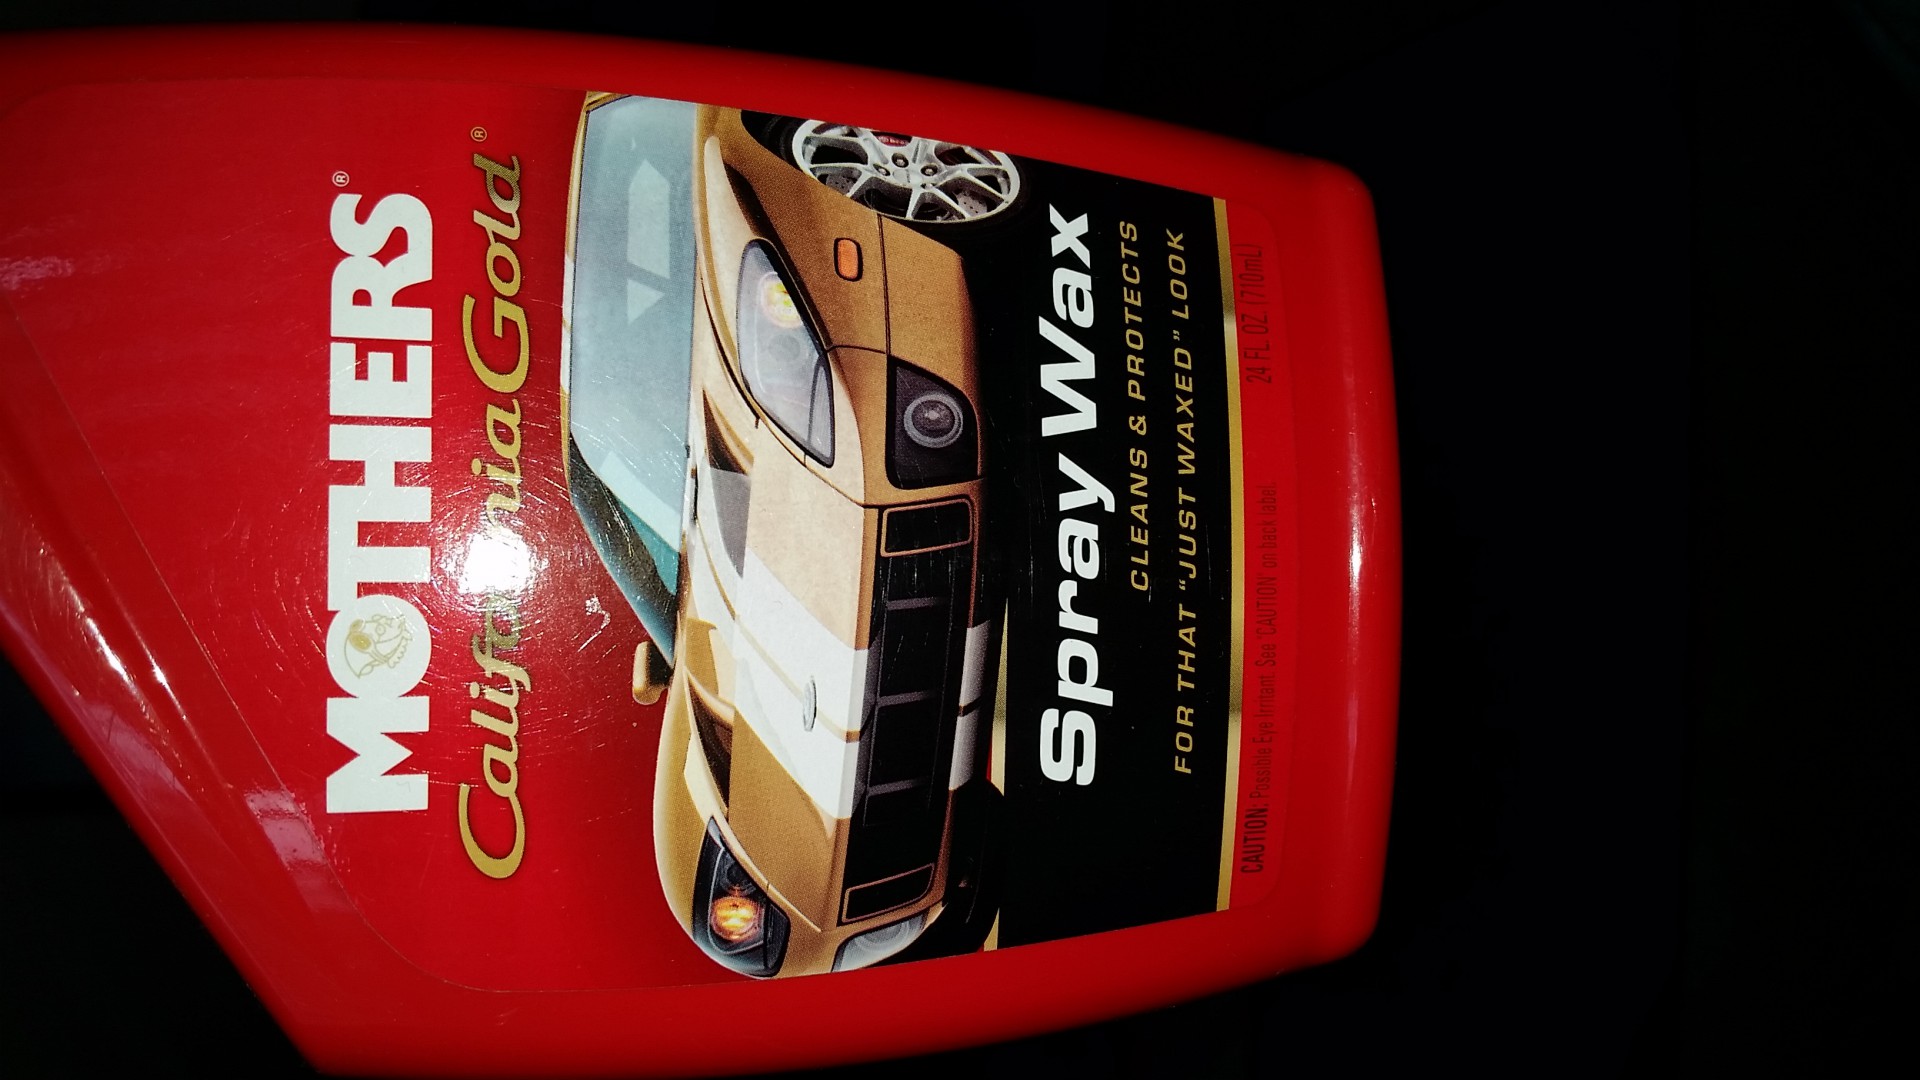 MOTHERS®
California Gold®
Spray Wax
CLEANS & PROTECTS
FOR THAT “JUST WAXED” LOOK
CAUTION: Possible Eye Irritant. See ‘CAUTION’ on back label. 24 FL. OZ. (710mL)